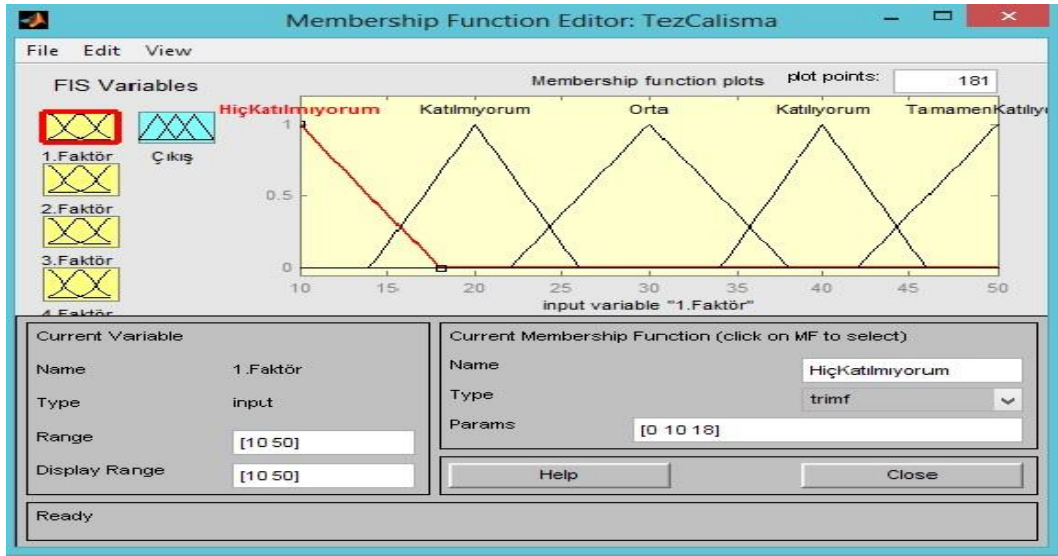 Membership Function Editor: TezCalisma
File Edit View
FIS Variables
Membership function plots plot points: 181
HiçKatılmıyorum Katılmıyorum Orta Katılıyorum TamamenKatılıy
1
0.5
0
10 15 20 25 30 35 40 45 50
input variable "1.Faktör"
1.Faktör Çıkış
2.Faktör
3.Faktör
4.Faktör
Current Variable
Name 1.Faktör
Type input
Range [10 50]
Display Range [10 50]
Current Membership Function (click on MF to select)
Name HiçKatılmıyorum
Type trimf
Params [0 10 18]
Help Close
Ready